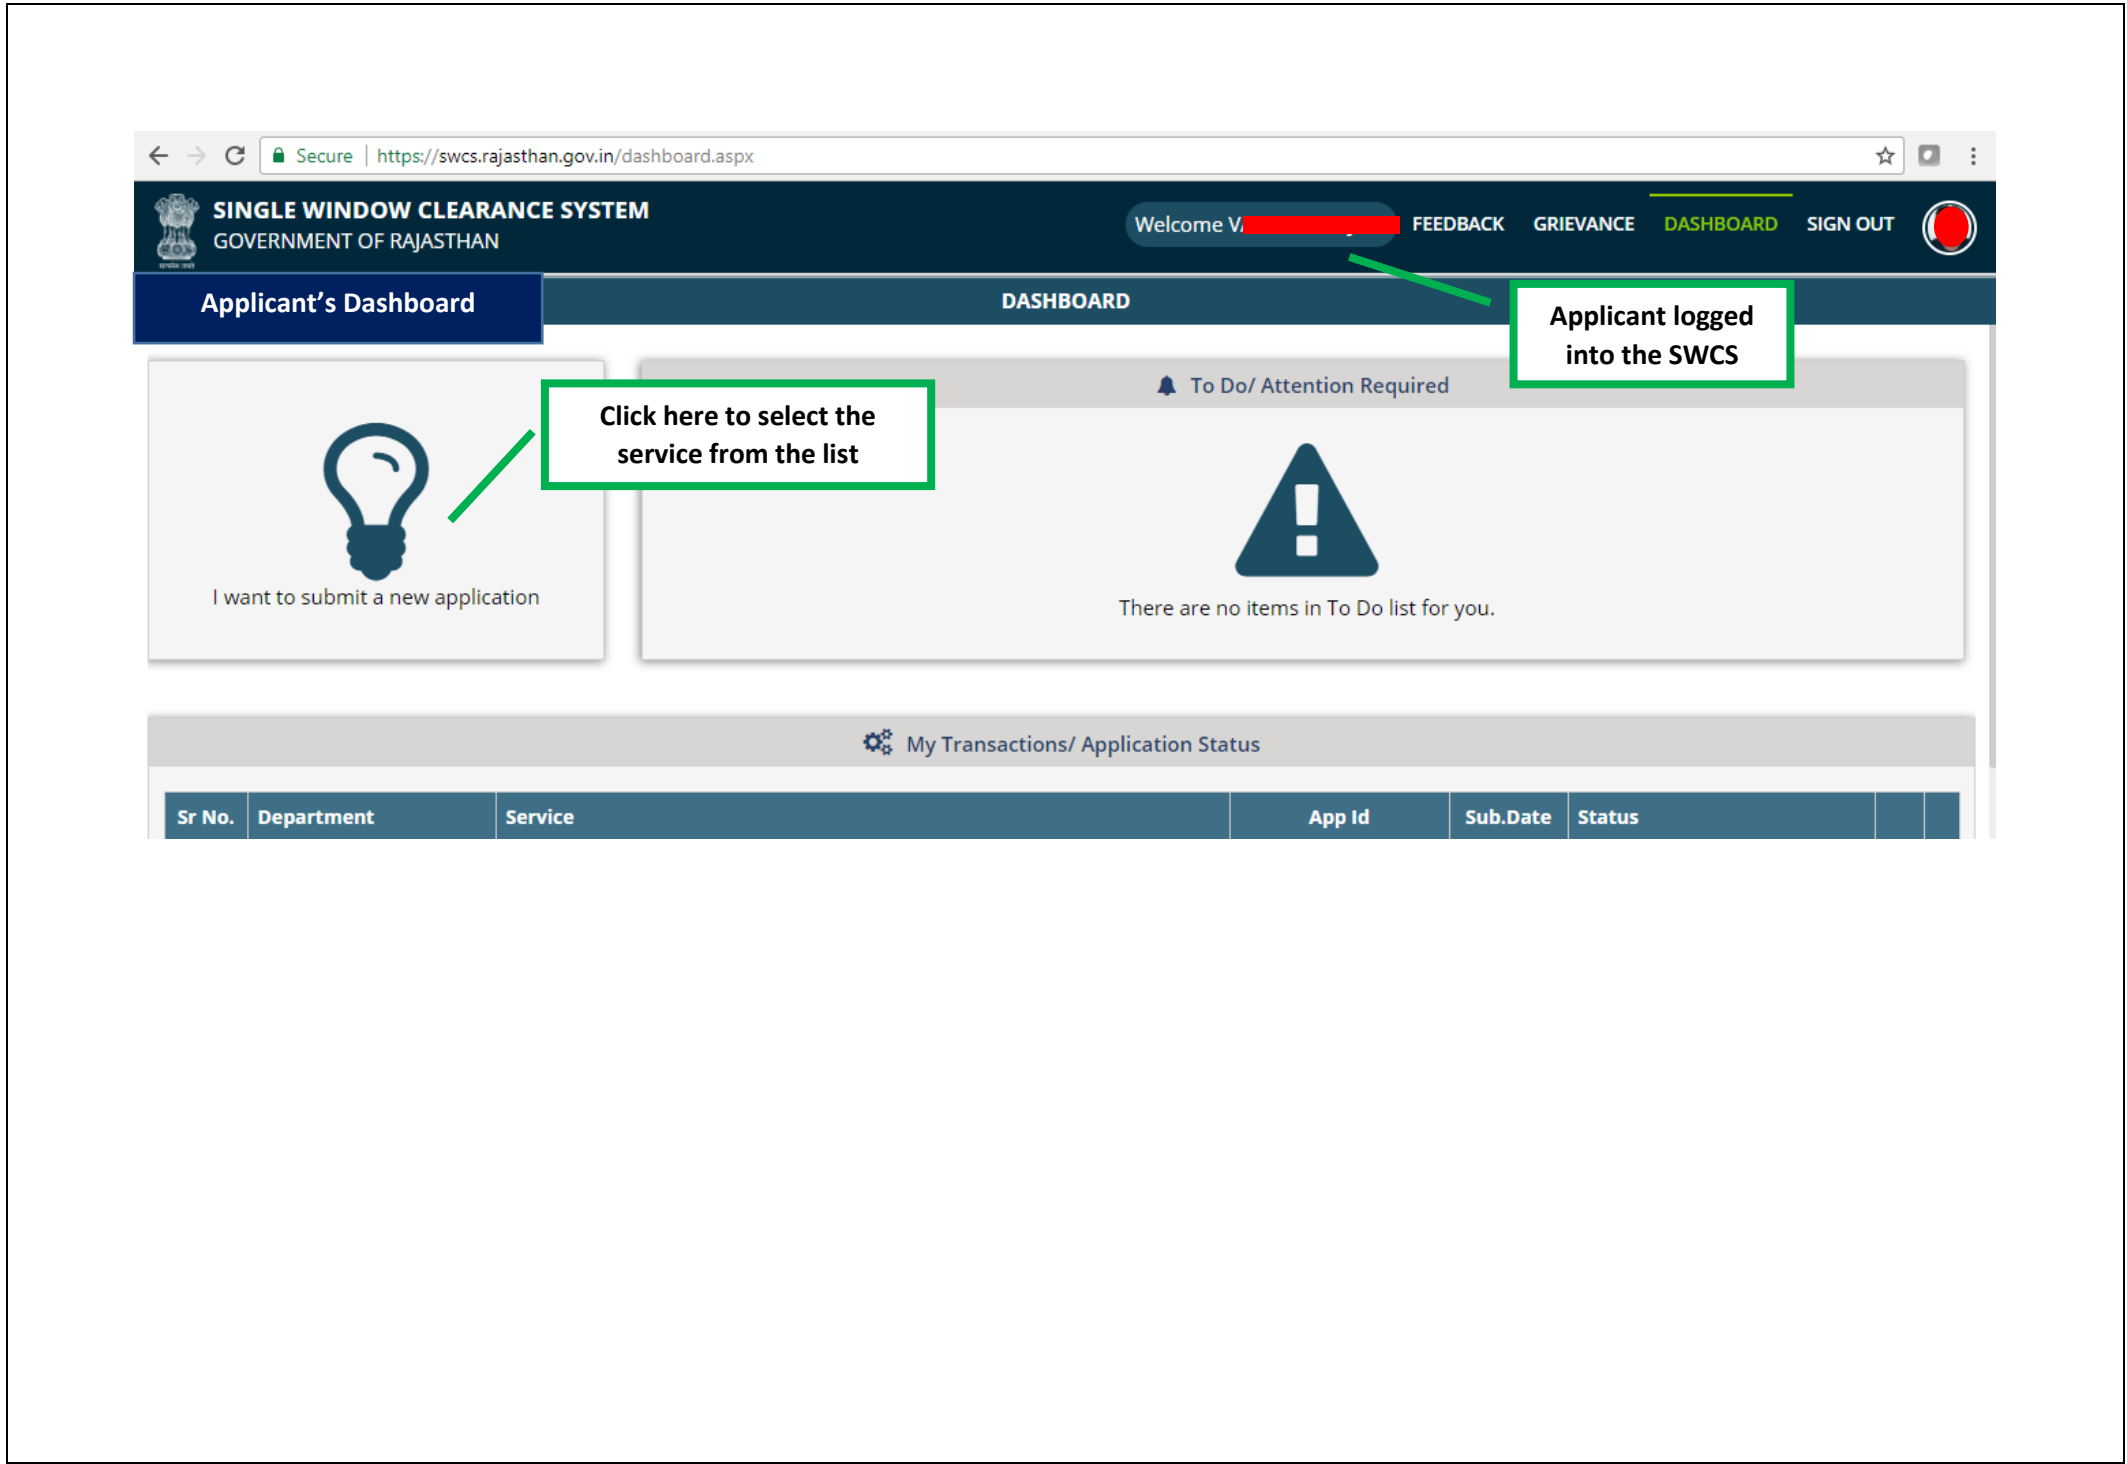 Secure | https://swcs.rajasthan.gov.in/dashboard.aspx
SINGLE WINDOW CLEARANCE SYSTEM
GOVERNMENT OF RAJASTHAN
Welcome
FEEDBACK GRIEVANCE DASHBOARD SIGN OUT
Applicant’s Dashboard
DASHBOARD
Applicant logged
into the SWCS
To Do/ Attention Required
Click here to select the
service from the list
I want to submit a new application
There are no items in To Do list for you.
My Transactions/ Application Status
Sr No. Department Service App Id Sub.Date Status